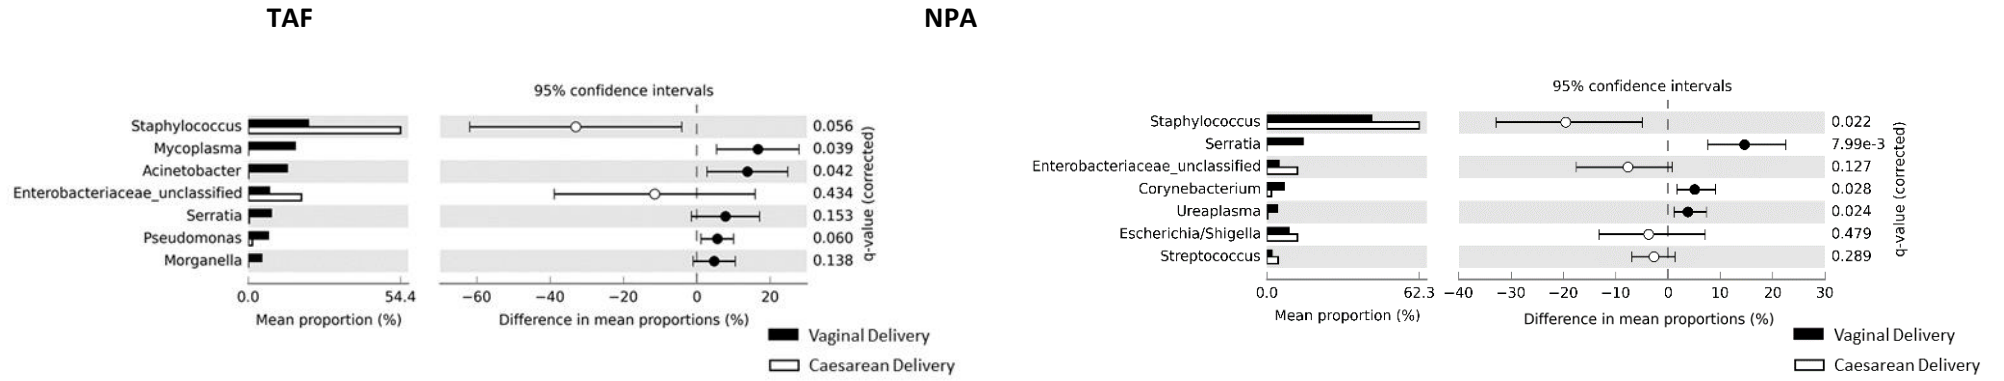 TAF
95% confidence intervals
Staphylococcus 0.056
Mycoplasma 0.039
Acinetobacter 0.042
Enterobacteriaceae_unclassified 0.434
Serratia 0.153
Pseudomonas 0.060
Morganella 0.138
q-value (corrected)
0.0 54.4 −60 −40 −20 0 20
Mean proportion (%) Difference in mean proportions (%)
Vaginal Delivery
Caesarean Delivery
NPA
95% confidence intervals
Staphylococcus 0.022
Serratia 7.99e-3
Enterobacteriaceae_unclassified 0.127
Corynebacterium 0.028
Ureaplasma 0.024
Escherichia/Shigella 0.479
Streptococcus 0.289
q-value (corrected)
0.0 62.3 −40 −30 −20 −10 0 10 20 30
Mean proportion (%) Difference in mean proportions (%)
Vaginal Delivery
Caesarean Delivery